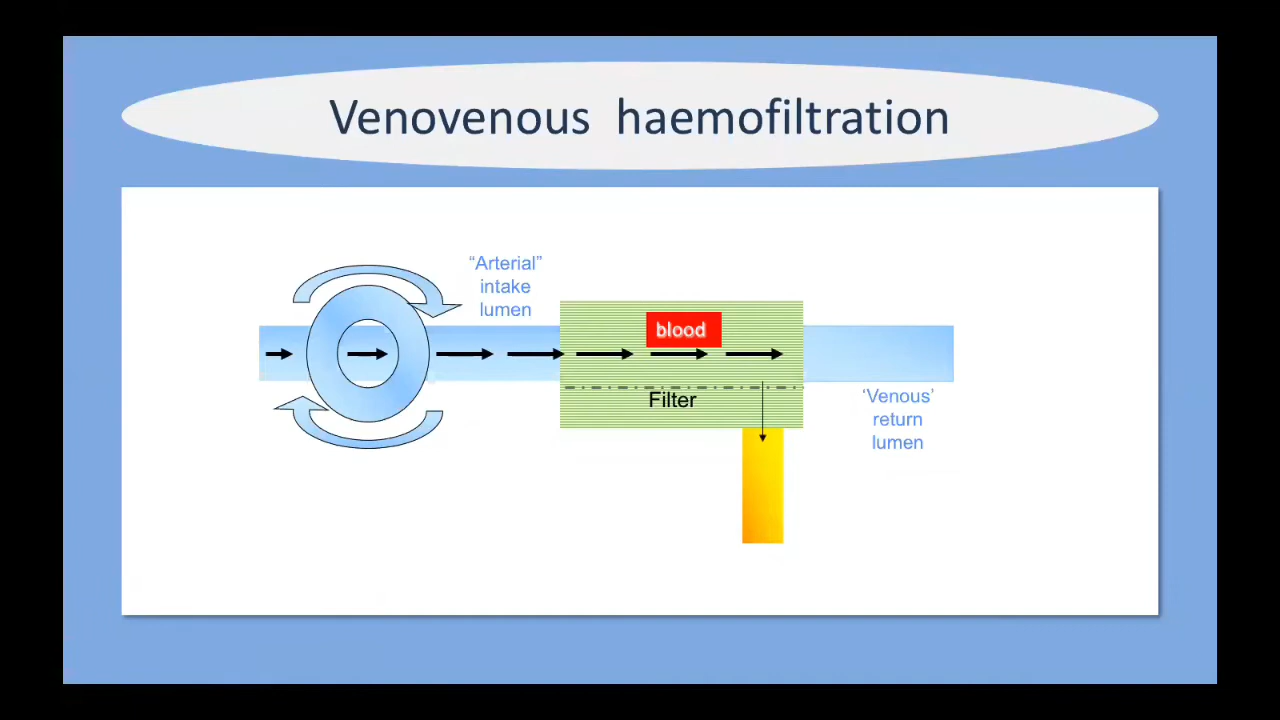 Venovenous haemofiltration
“Arterial”
intake
lumen
blood
Filter
‘Venous’
return
lumen